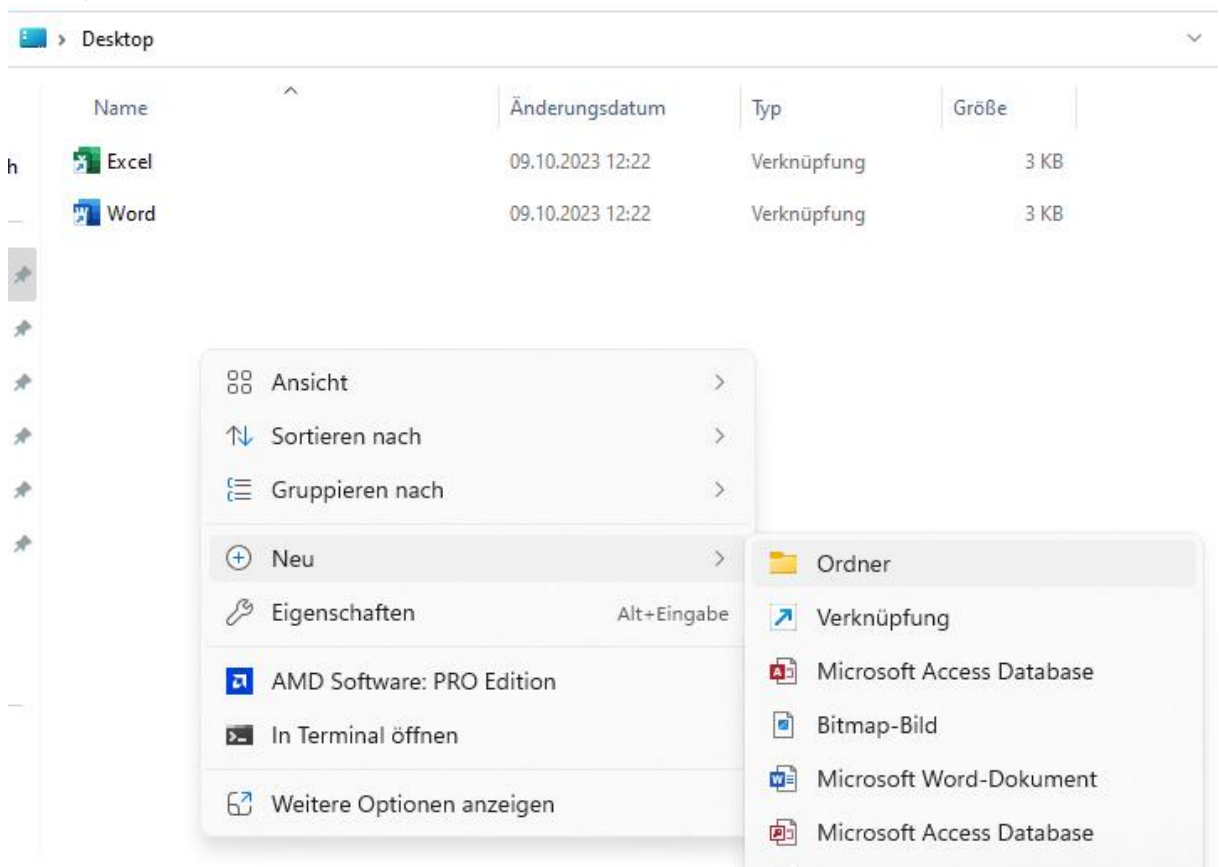 Desktop
Name Änderungsdatum Typ Größe
h
Excel 09.10.2023 12:22 Verknüpfung 3 KB
Word 09.10.2023 12:22 Verknüpfung 3 KB
Ansicht
Sortieren nach
Gruppieren nach
Neu
Eigenschaften Alt+Eingabe
AMD Software: PRO Edition
In Terminal öffnen
Weitere Optionen anzeigen
Ordner
Verknüpfung
Microsoft Access Database
Bitmap-Bild
Microsoft Word-Dokument
Microsoft Access Database